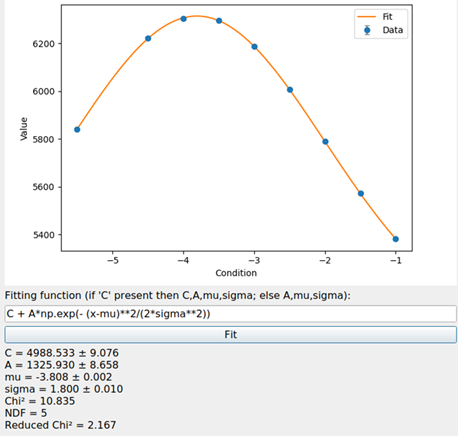 Fit
Data
6200
6000
5800
5600
5400
Value
−5 −4 −3 −2 −1
Condition
Fitting function (if 'C' present then C,A,mu,sigma; else A,mu,sigma):
C + A*np.exp(- (x-mu)**2/(2*sigma**2))
Fit
C = 4988.533 ± 9.076
A = 1325.930 ± 8.658
mu = -3.808 ± 0.002
sigma = 1.800 ± 0.010
Chi² = 10.835
NDF = 5
Reduced Chi² = 2.167